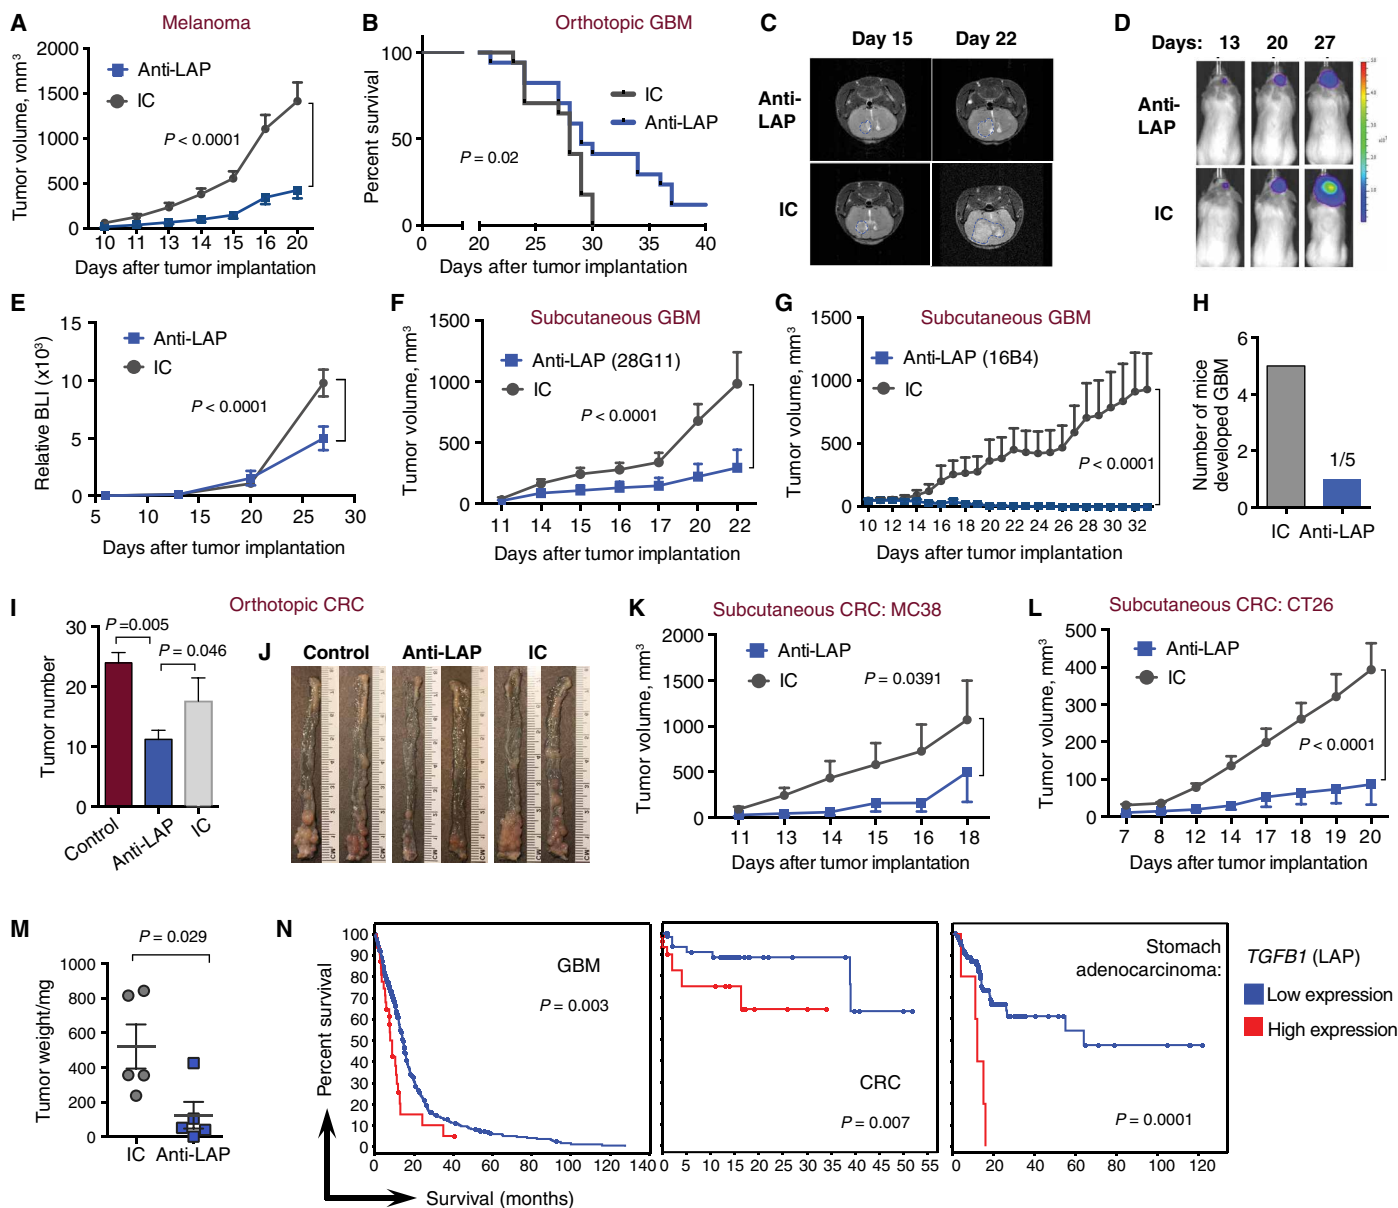 A
Melanoma
Tumor volume, mm³
2000
1500
1000
500
0
Anti-LAP
IC
P < 0.0001
10 11 13 14 15 16 20
Days after tumor implantation
B
Orthotopic GBM
Percent survival
100
50
0
IC
Anti-LAP
P = 0.02
0 20 25 30 35 40
Days after tumor implantation
C
Day 15 Day 22
Anti-
LAP
IC
D
Days: 13 20 27
Anti-
LAP
IC
E
Relative BLI (x10³)
15
10
5
0
Anti-LAP
IC
P < 0.0001
5 10 15 20 25 30
Days after tumor implantation
F
Subcutaneous GBM
Tumor volume, mm³
1500
1000
500
0
Anti-LAP (28G11)
IC
P < 0.0001
11 14 15 16 17 20 22
Days after tumor implantation
G
Subcutaneous GBM
Tumor volume, mm³
1500
1000
500
0
Anti-LAP (16B4)
IC
P < 0.0001
10 12 14 16 18 20 22 24 26 28 30 32
Days after tumor implantation
H
Number of mice
developed GBM
6
4
2
0
1/5
IC Anti-LAP
I
Orthotopic CRC
Tumor number
30
20
10
0
P =0.005
P = 0.046
Control
Anti-LAP
IC
J
Control Anti-LAP IC
K
Subcutaneous CRC: MC38
Tumor volume, mm³
2000
1500
1000
500
0
Anti-LAP
IC
P = 0.0391
11 13 14 15 16 18
Days after tumor implantation
L
Subcutaneous CRC: CT26
Tumor volume, mm³
500
400
300
200
100
0
Anti-LAP
IC
P < 0.0001
7 8 12 14 17 18 19 20
Days after tumor implantation
M
P = 0.029
Tumor weight/mg
1000
800
600
400
200
0
IC Anti-LAP
N
Percent survival
100
90
80
70
60
50
40
30
20
10
0
GBM
P = 0.003
0 20 40 60 80 100 120 140
CRC
P = 0.007
0 5 10 15 20 25 30 35 40 45 50 55
Stomach
adenocarcinoma:
P = 0.0001
0 20 40 60 80 100 120
Survival (months)
TGFB1 (LAP)
Low expression
High expression